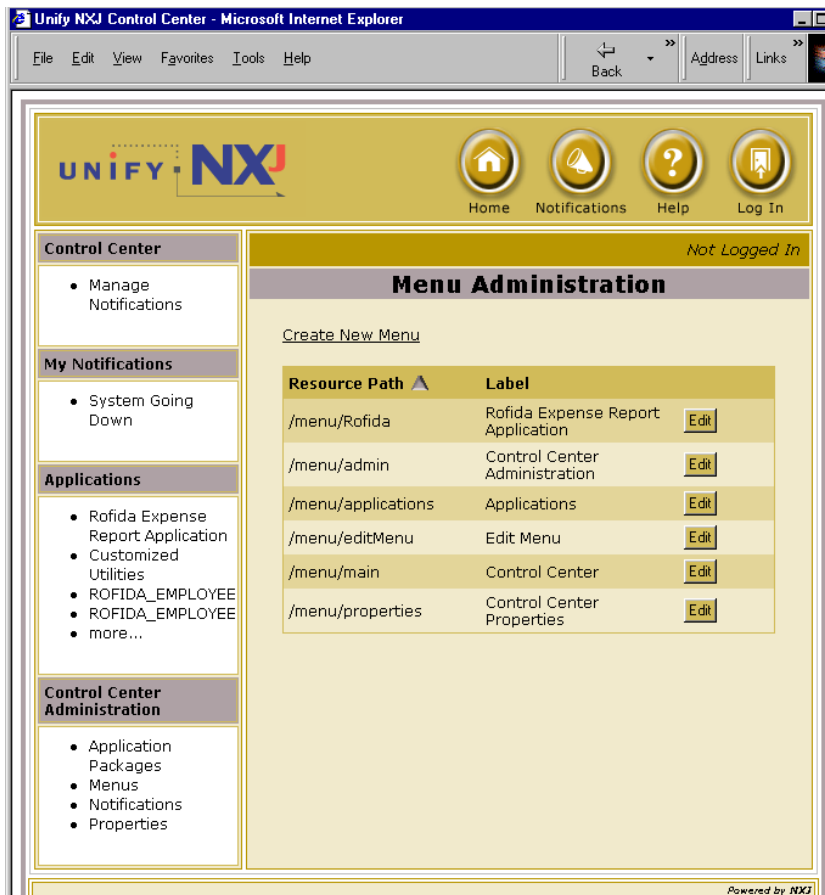 Unify NXJ Control Center - Microsoft Internet Explorer
File Edit View Favorites Tools Help
Back
»
Address
Links
»
UNIFY NXJ
Home Notifications Help Log In
Control Center
• Manage
Notifications
My Notifications
• System Going
Down
Applications
• Rofida Expense
Report Application
• Customized
Utilities
• ROFIDA_EMPLOYEE
• ROFIDA_EMPLOYEE
• more...
Control Center
Administration
• Application
Packages
• Menus
• Notifications
• Properties
Not Logged In
Menu Administration
Create New Menu
Resource Path Label
/menu/Rofida Rofida Expense Report
Application Edit
/menu/admin Control Center
Administration Edit
/menu/applications Applications Edit
/menu/editMenu Edit Menu Edit
/menu/main Control Center Edit
/menu/properties Control Center
Properties Edit
Powered by NXJ